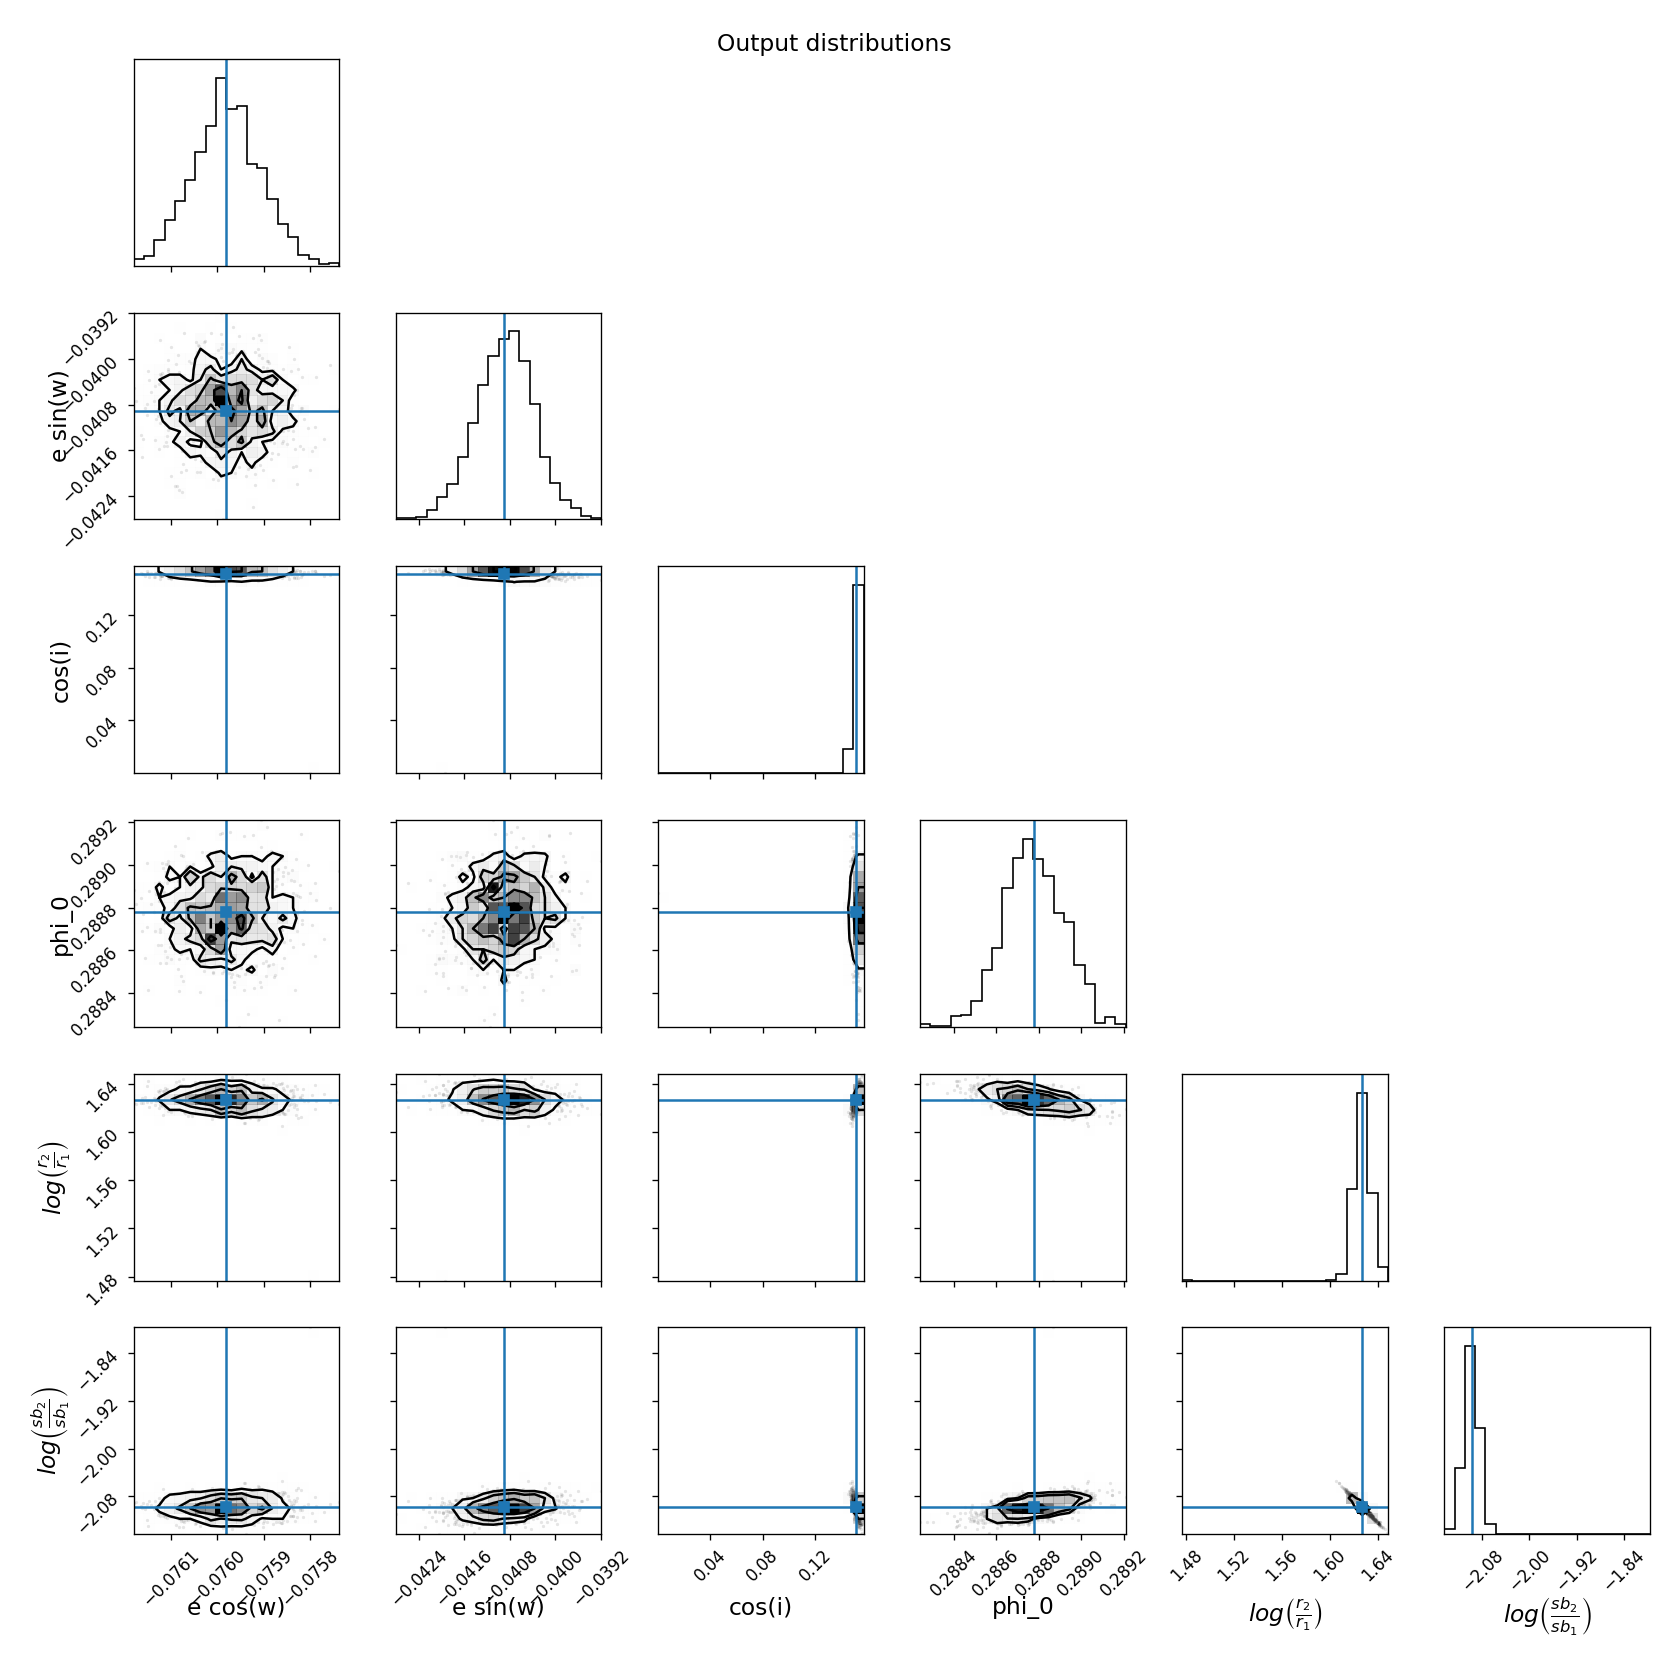 Output distributions
e sin(w)
−0.0392
−0.0400
−0.0408
−0.0416
−0.0424
cos(i)
0.12
0.08
0.04
phi_0
0.2892
0.2890
0.2888
0.2886
0.2884
log(r₂/r₁)
1.64
1.60
1.56
1.52
1.48
log(sb₂/sb₁)
−1.84
−1.92
−2.00
−2.08
−0.0761 −0.0760 −0.0759 −0.0758
−0.0424 −0.0416 −0.0408 −0.0400 −0.0392
0.04 0.08 0.12
0.2884 0.2886 0.2888 0.2890 0.2892
1.48 1.52 1.56 1.60 1.64
−2.08 −2.00 −1.92 −1.84
e cos(w)
e sin(w)
cos(i)
phi_0
log(r₂/r₁)
log(sb₂/sb₁)